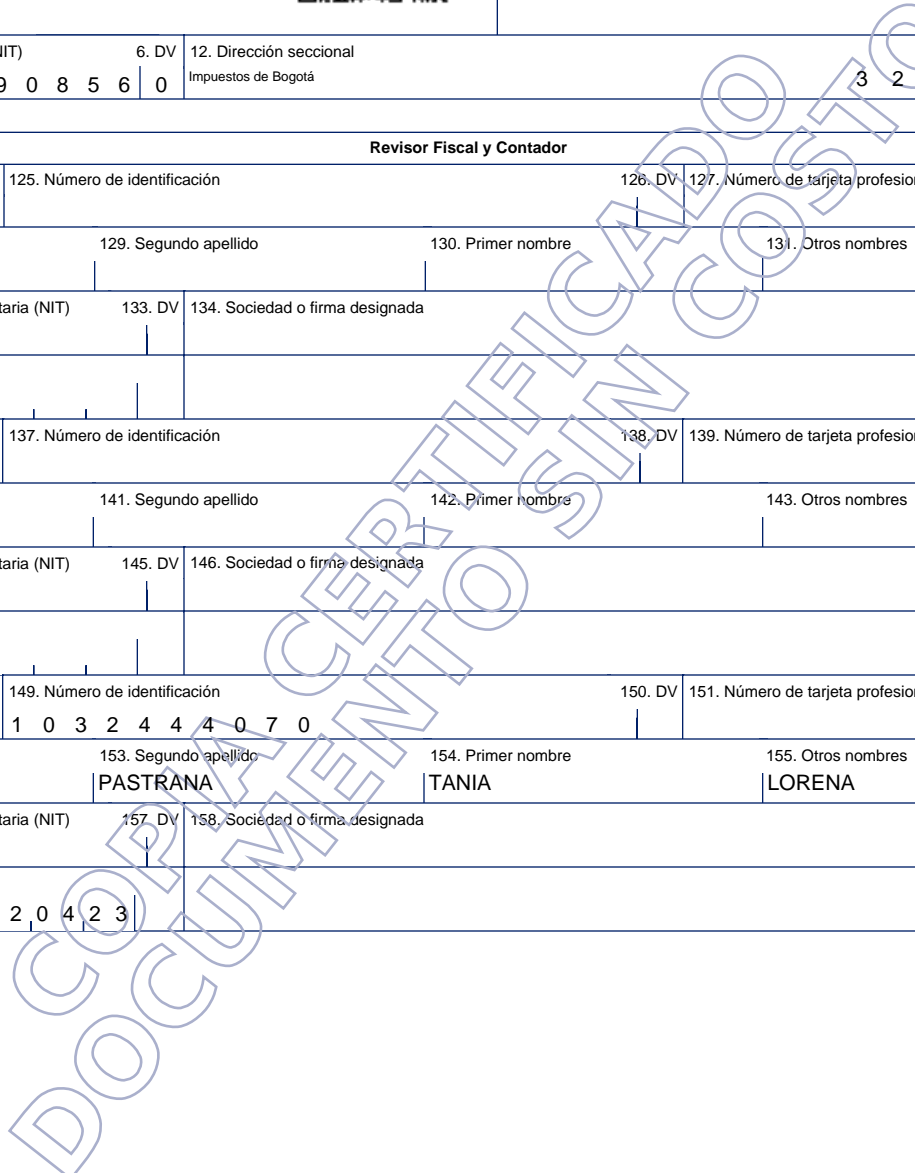 NIT) 6. DV 12. Dirección seccional
9 0 8 5 6 0 Impuestos de Bogotá 3 2
Revisor Fiscal y Contador
125. Número de identificación 126. DV 127. Número de tarjeta profesion
129. Segundo apellido 130. Primer nombre 131. Otros nombres
taria (NIT) 133. DV 134. Sociedad o firma designada
137. Número de identificación 138. DV 139. Número de tarjeta profesion
141. Segundo apellido 142. Primer nombre 143. Otros nombres
taria (NIT) 145. DV 146. Sociedad o firma designada
149. Número de identificación 150. DV 151. Número de tarjeta profesion
1 0 3 2 4 4 4 0 7 0
153. Segundo apellido 154. Primer nombre 155. Otros nombres
PASTRANA TANIA LORENA
taria (NIT) 157. DV 158. Sociedad o firma designada
2 0 4 2 3
COPIA CERTIFICADO
DOCUMENTO SIN COSTO